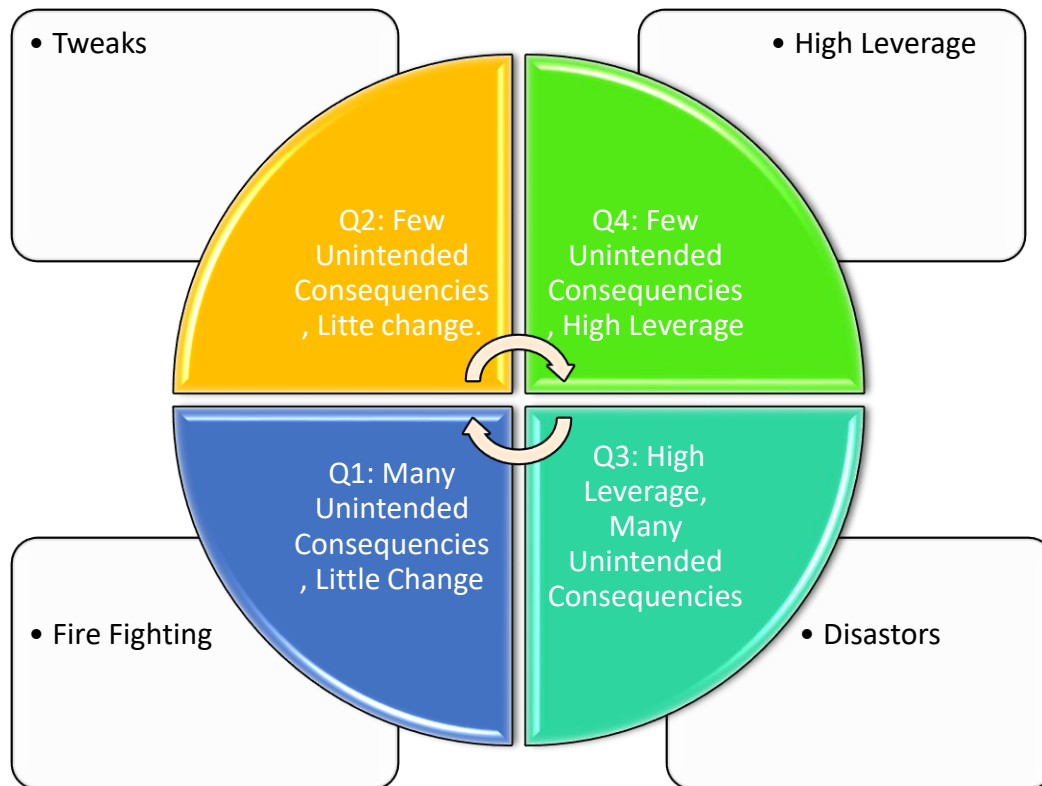 • Tweaks
• High Leverage
Q2: Few
Unintended
Consequencies
, Litte change.
Q4: Few
Unintended
Consequencies
, High Leverage
Q1: Many
Unintended
Consequencies
, Little Change
Q3: High
Leverage,
Many
Unintended
Consequencies
• Fire Fighting
• Disastors